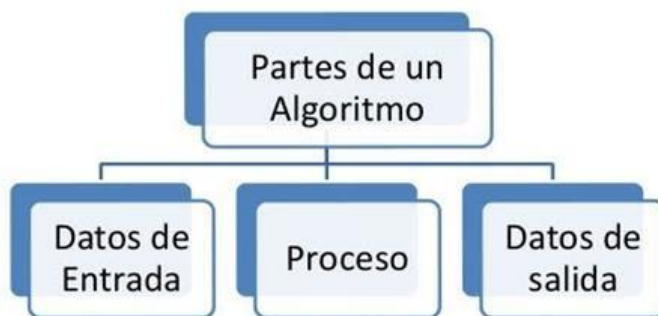 Partes de un
Algoritmo
Datos de
Entrada
Proceso
Datos de
salida